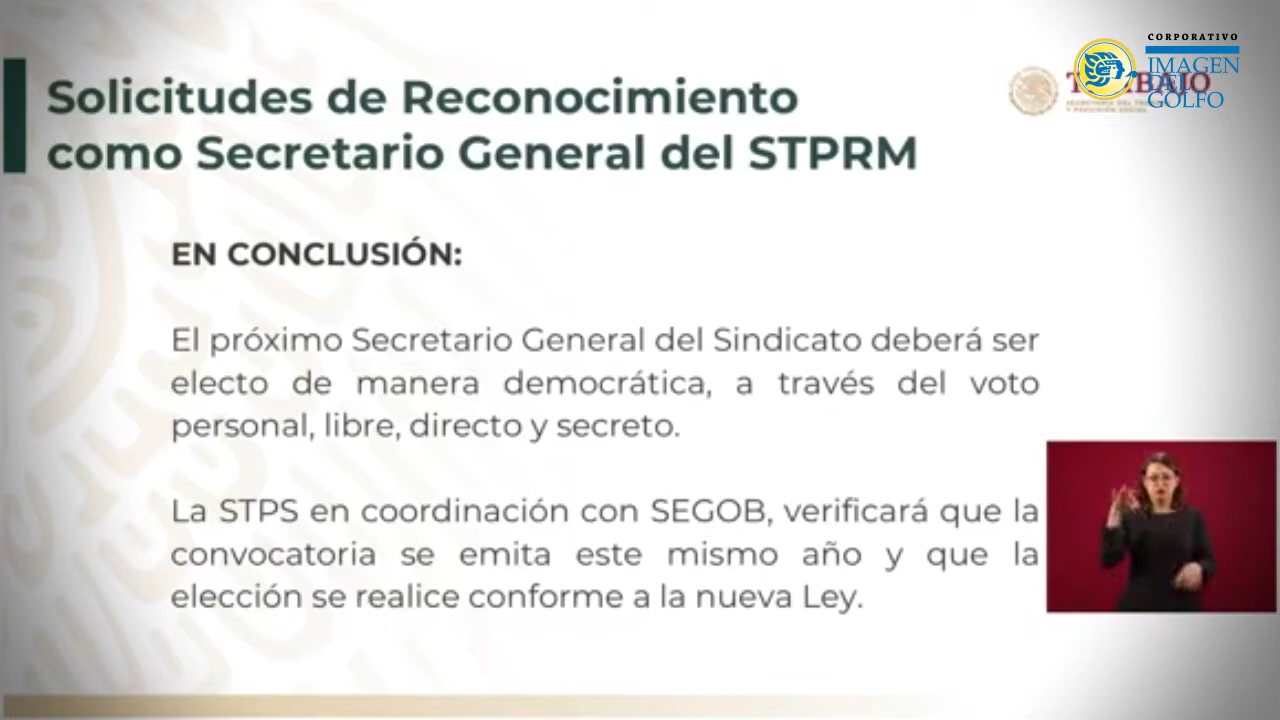 CORPORATIVO
IMAGEN
DEL
GOLFO
Solicitudes de Reconocimiento
como Secretario General del STPRM
EN CONCLUSIÓN:
El próximo Secretario General del Sindicato deberá ser
electo de manera democrática, a través del voto
personal, libre, directo y secreto.
La STPS en coordinación con SEGOB, verificará que la
convocatoria se emita este mismo año y que la
elección se realice conforme a la nueva Ley.